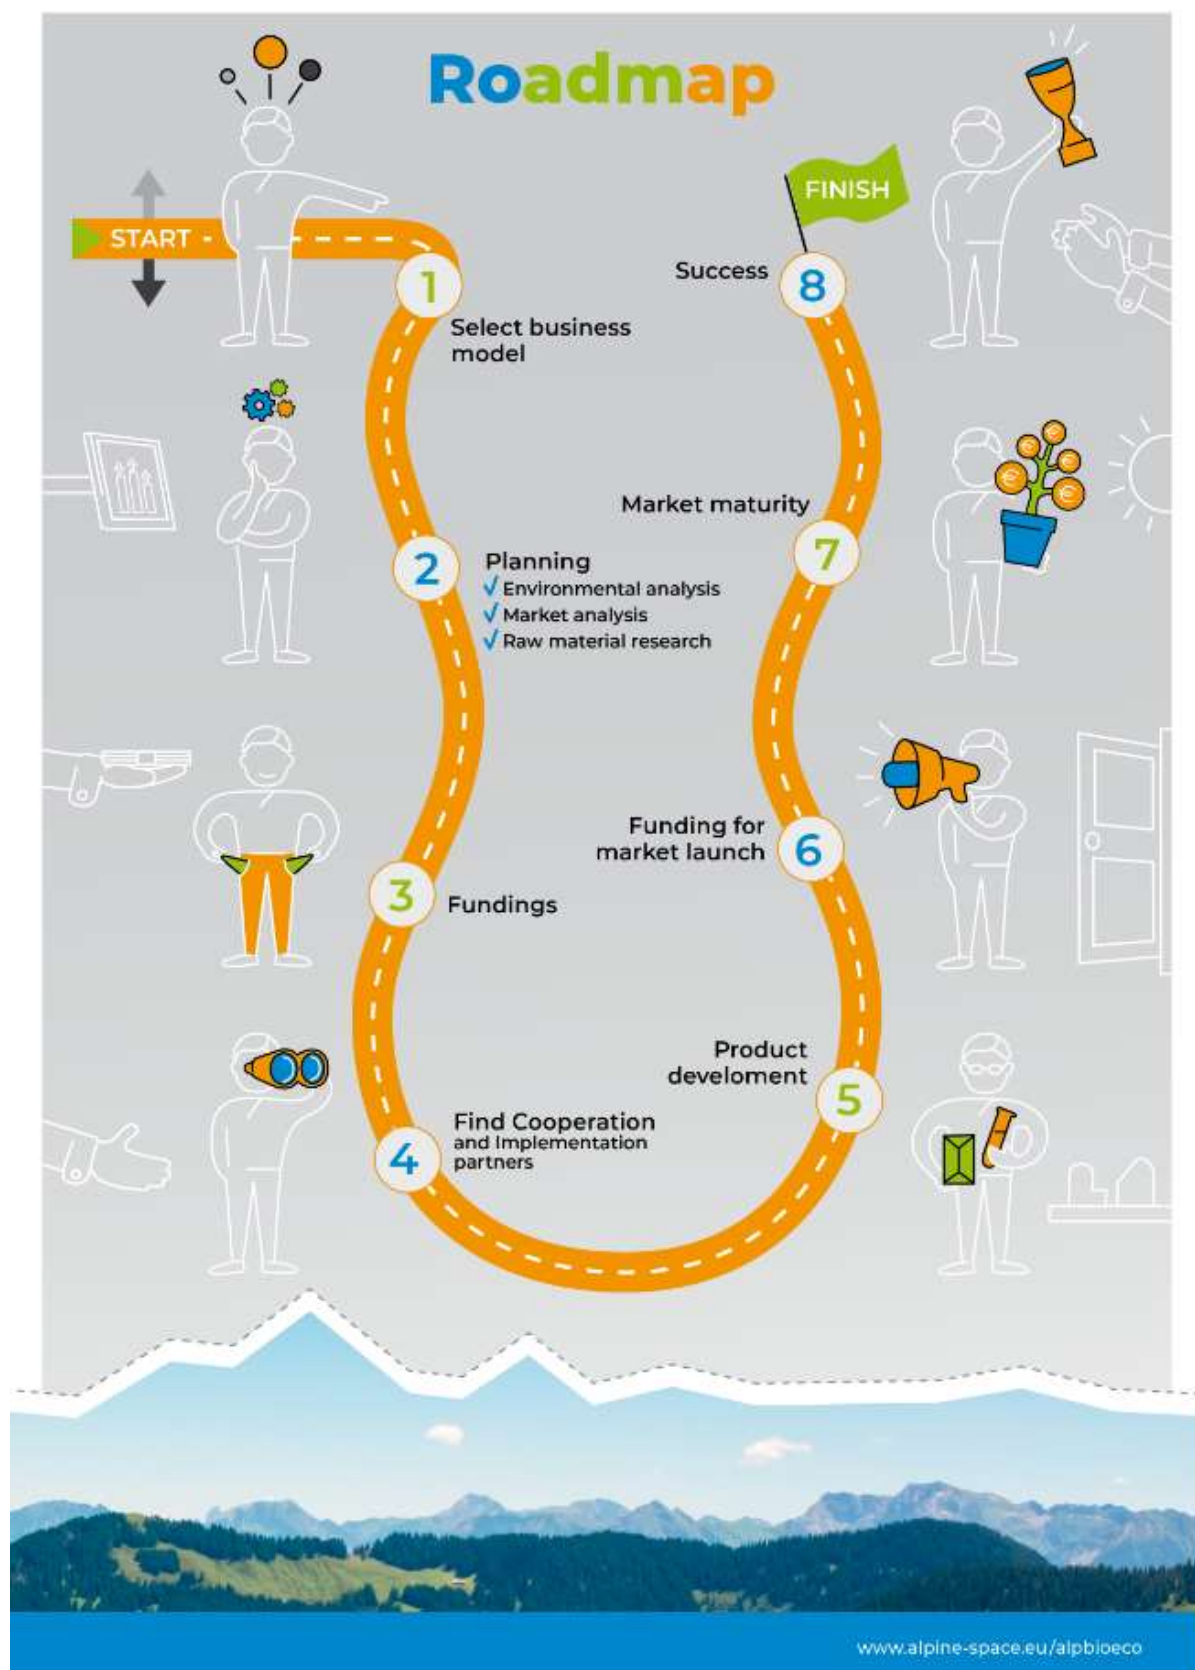 Roadmap
START
FINISH
1
Select business
model
2
Planning
Environmental analysis
Market analysis
Raw material research
3
Fundings
4
Find Cooperation
and Implementation
partners
5
Product
develoment
6
Funding for
market launch
7
Market maturity
8
Success
€
€
€
€
€
www.alpine-space.eu/alpbioeco